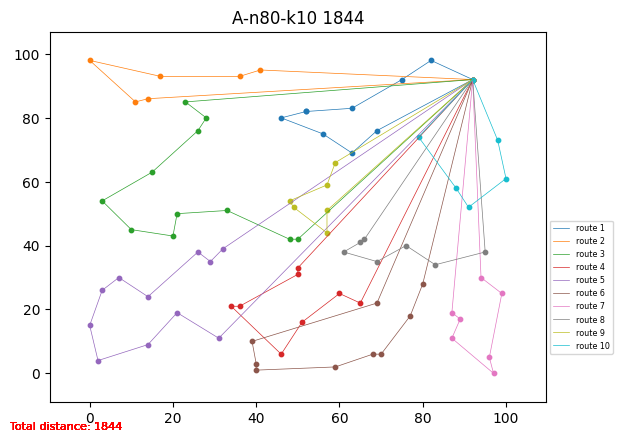 A-n80-k10 1844
100
80
60
40
20
0
0
20
40
60
80
100
route 1
route 2
route 3
route 4
route 5
route 6
route 7
route 8
route 9
route 10
Total distance: 1844